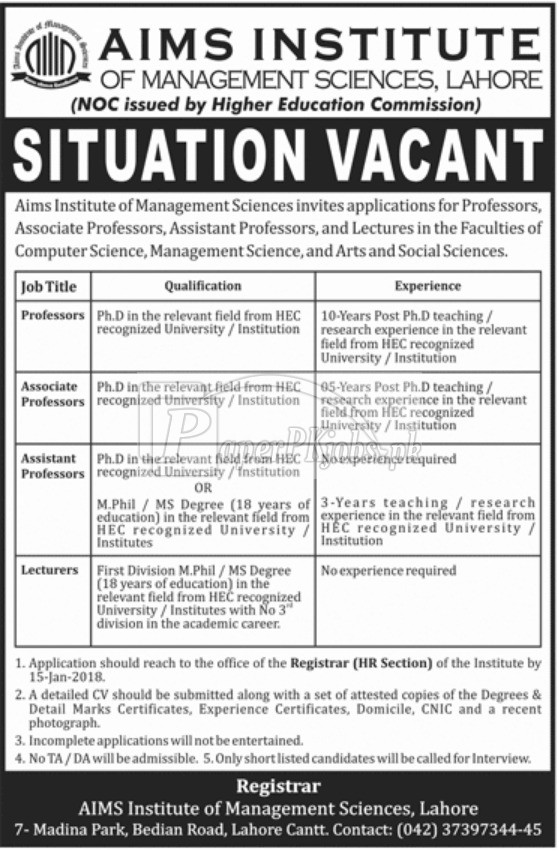 AIMS INSTITUTE
OF MANAGEMENT SCIENCES, LAHORE
(NOC issued by Higher Education Commission)
SITUATION VACANT
Aims Institute of Management Sciences invites applications for Professors,
Associate Professors, Assistant Professors, and Lectures in the Faculties of
Computer Science, Management Science, and Arts and Social Sciences.
Job Title
Qualification
Experience
Professors
Ph.D in the relevant field from HEC
recognized University / Institution
10-Years Post Ph.D teaching /
research experience in the relevant
field from HEC recognized
University / Institution
Associate
Professors
Ph.D in the relevant field from HEC
recognized University / Institution
05-Years Post Ph.D teaching /
research experience in the relevant
field from HEC recognized
University / Institution
Assistant
Professors
Ph.D in the relevant field from HEC
recognized University / Institution
OR
M.Phil / MS Degree (18 years of
education) in the relevant field from
HEC recognized University /
Institutes
No experience required
3-Years teaching / research
experience in the relevant field from
HEC recognized University /
Institution
Lecturers
First Division M.Phil / MS Degree
(18 years of education) in the
relevant field from HEC recognized
University / Institutes with No 3rd
division in the academic career.
No experience required
PaperPKjobs.pk
1. Application should reach to the office of the Registrar (HR Section) of the Institute by
15-Jan-2018.
2. A detailed CV should be submitted along with a set of attested copies of the Degrees &
Detail Marks Certificates, Experience Certificates, Domicile, CNIC and a recent
photograph.
3. Incomplete applications will not be entertained.
4. No TA / DA will be admissible. 5. Only short listed candidates will be called for Interview.
Registrar
AIMS Institute of Management Sciences, Lahore
7- Madina Park, Bedian Road, Lahore Cantt. Contact: (042) 37397344-45